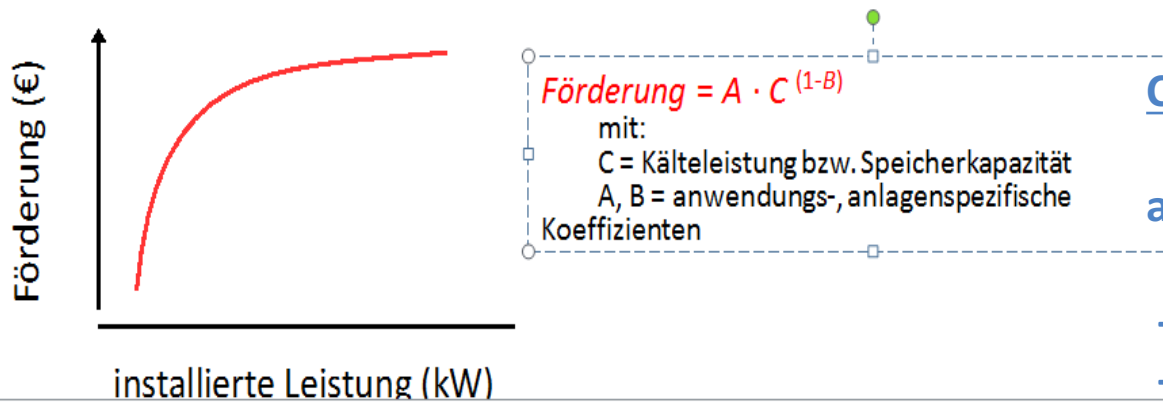 Förderung (€)
installierte Leistung (kW)
Förderung = A · C (1-B)
mit:
C = Kälteleistung bzw. Speicherkapazität
A, B = anwendungs-, anlagenspezifische
Koeffizienten
a